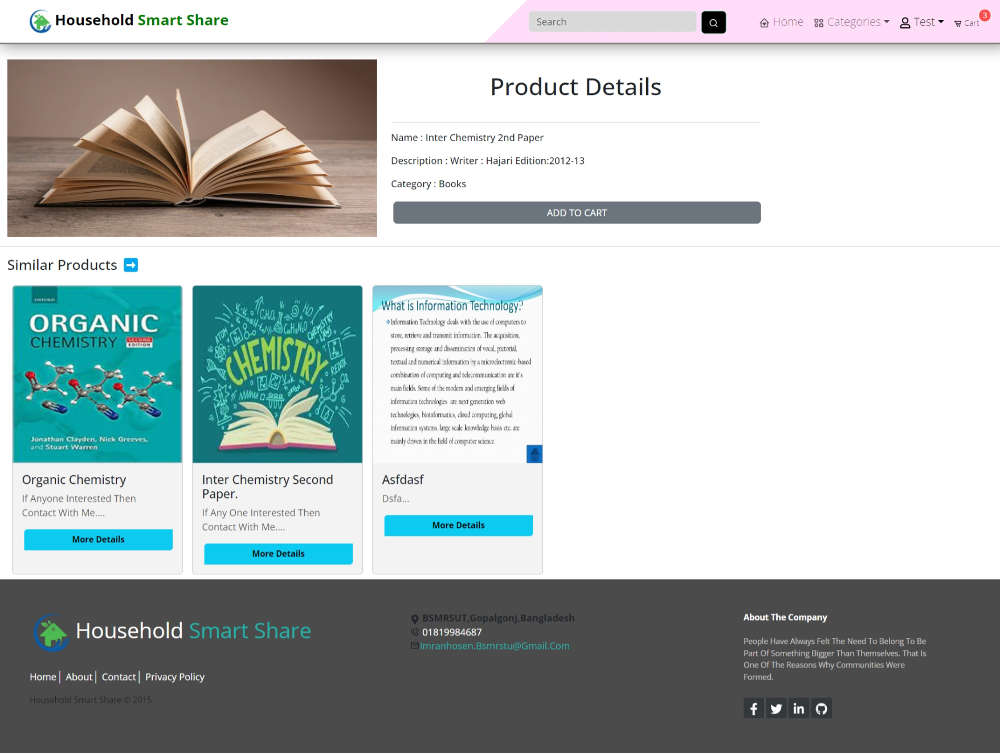 Household Smart Share
Search
Home
Categories
Test
Cart
3
Product Details
Name : Inter Chemistry 2nd Paper
Description : Writer : Hajari Edition:2012-13
Category : Books
ADD TO CART
Similar Products
OXFORD
ORGANIC
CHEMISTRY SECOND EDITION
Jonathan Clayden, Nick Greeves,
and Stuart Warren
Organic Chemistry
If Anyone Interested Then
Contact With Me....
More Details
CHEMISTRY
ATOM
CHEMISTRY LAWS
REDOX
Inter Chemistry Second
Paper.
If Any One Interested Then
Contact With Me....
More Details
What is Information Technology?
Information Technology deals with the use of computers to
store, retrieve and transmit information. The acquisition,
processing storage and dissemination of vocal, pictorial,
textual and numerical information by a microelectronic-based
combination of computing and telecommunication are it's
main fields. Some of the modern and emerging fields of
information technologies are next generation web
technologies, bioinformatics, cloud computing, global
information systems, large scale knowledge basis etc. are
mainly driven in the field of computer science.
Asfdasf
Dsfa...
More Details
Household Smart Share
Home | About | Contact | Privacy Policy
Household Smart Share © 2015
BSMRSUT,Gopalgonj,Bangladesh
01819984687
Imranhosen.Bsmrstu@Gmail.Com
About The Company
People Have Always Felt The Need To Belong To Be
Part Of Something Bigger Than Themselves. That Is
One Of The Reasons Why Communities Were
Formed.